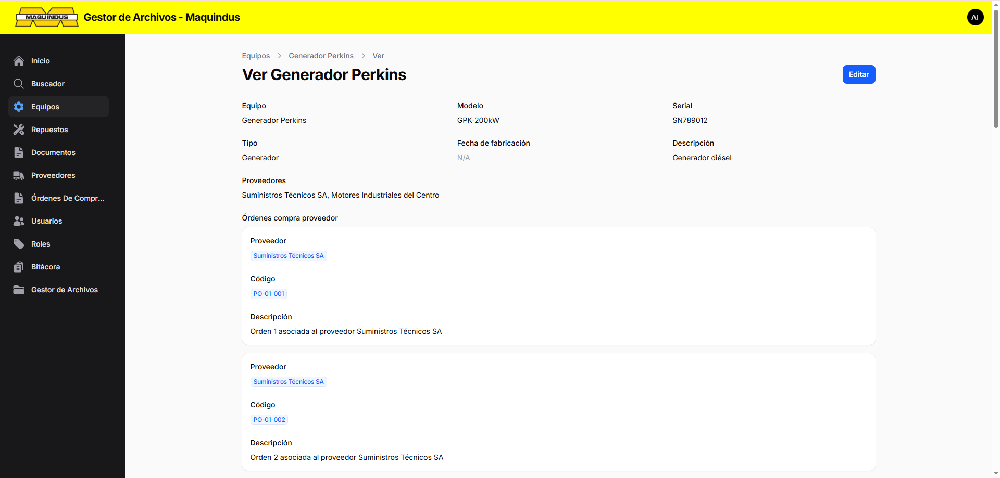 MAQUINDUS
Gestor de Archivos - Maquindus
AT
Inicio
Buscador
Equipos
Repuestos
Documentos
Proveedores
Órdenes De Compr...
Usuarios
Roles
Bitácora
Gestor de Archivos
Equipos > Generador Perkins > Ver
Ver Generador Perkins
Editar
Equipo
Generador Perkins
Modelo
GPK-200kW
Serial
SN789012
Tipo
Generador
Fecha de fabricación
N/A
Descripción
Generador diésel
Proveedores
Suministros Técnicos SA, Motores Industriales del Centro
Órdenes compra proveedor
Proveedor
Suministros Técnicos SA
Código
PO-01-001
Descripción
Orden 1 asociada al proveedor Suministros Técnicos SA
Proveedor
Suministros Técnicos SA
Código
PO-01-002
Descripción
Orden 2 asociada al proveedor Suministros Técnicos SA